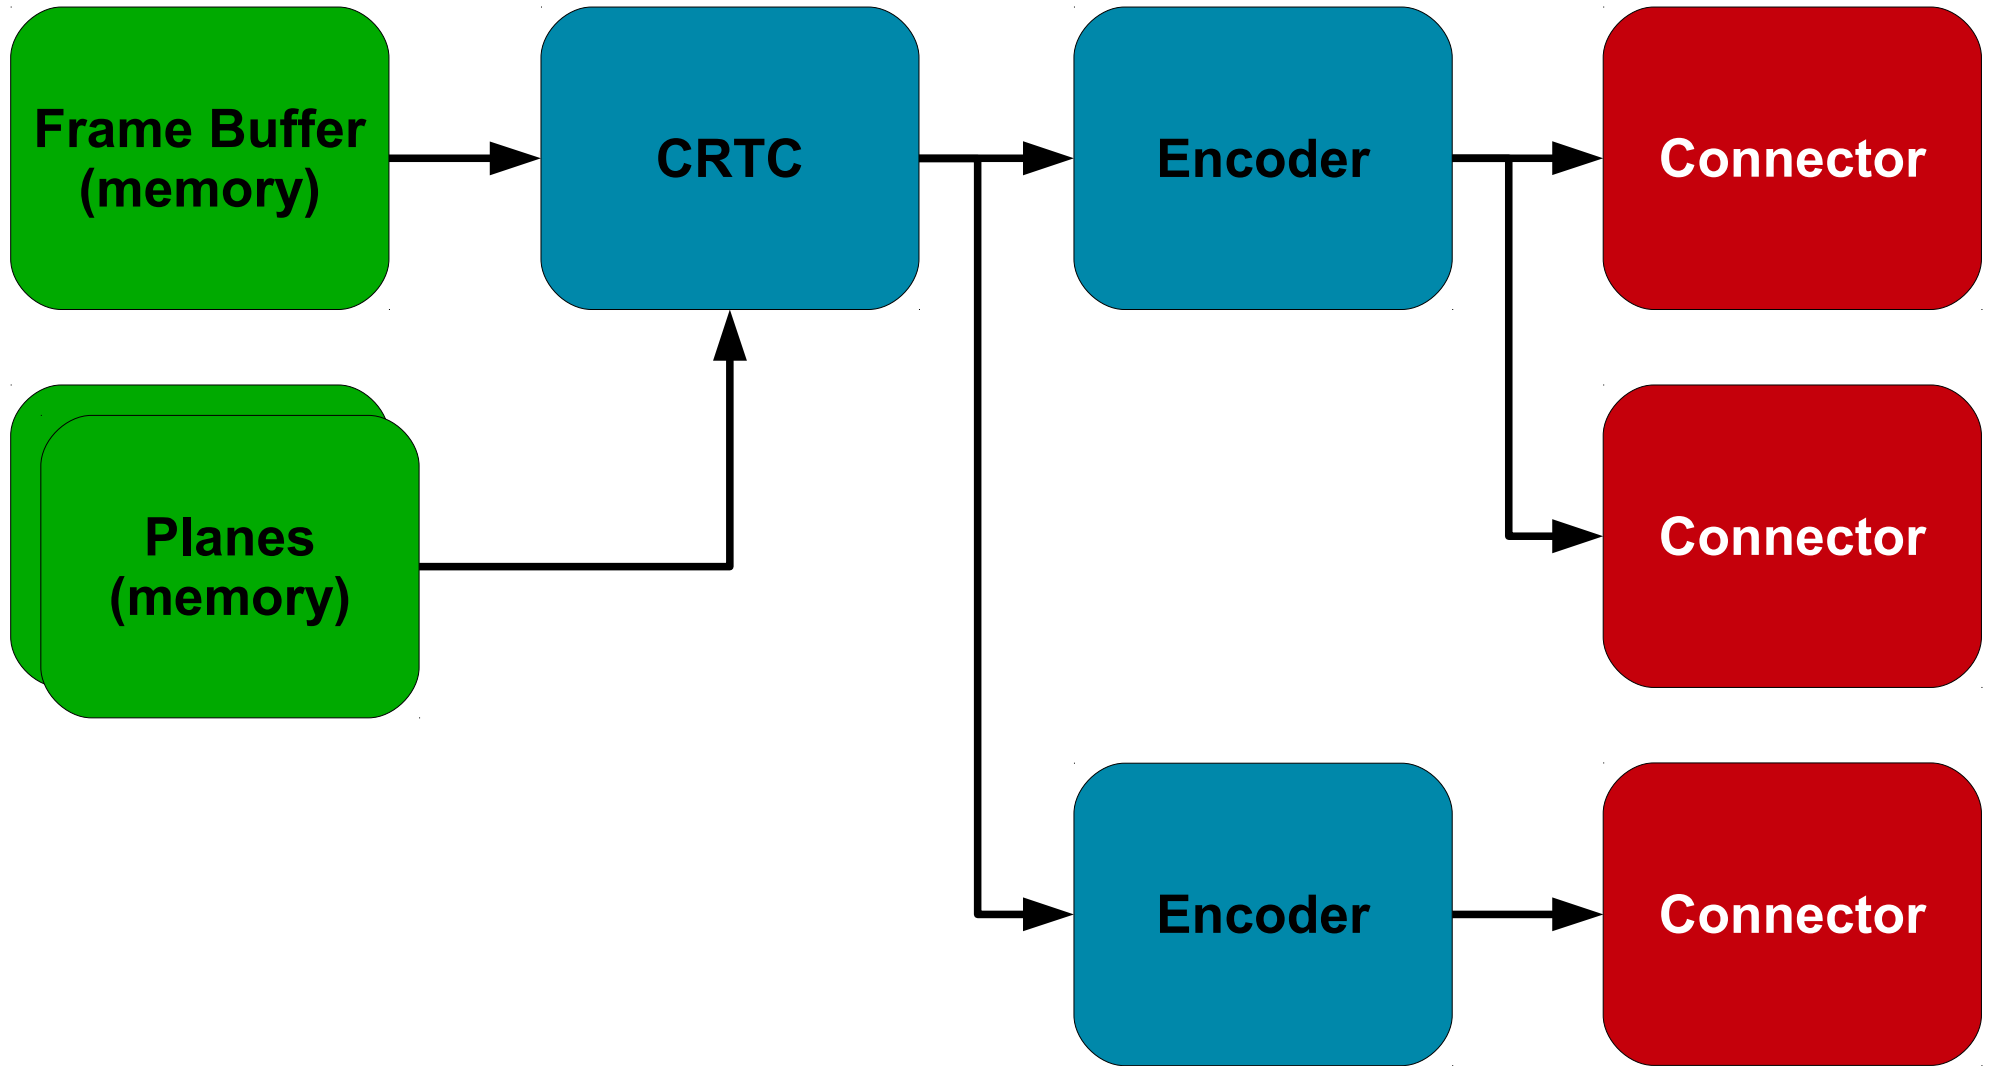 Frame Buffer
(memory)
CRTC
Encoder
Connector
Planes
(memory)
Connector
Encoder
Connector